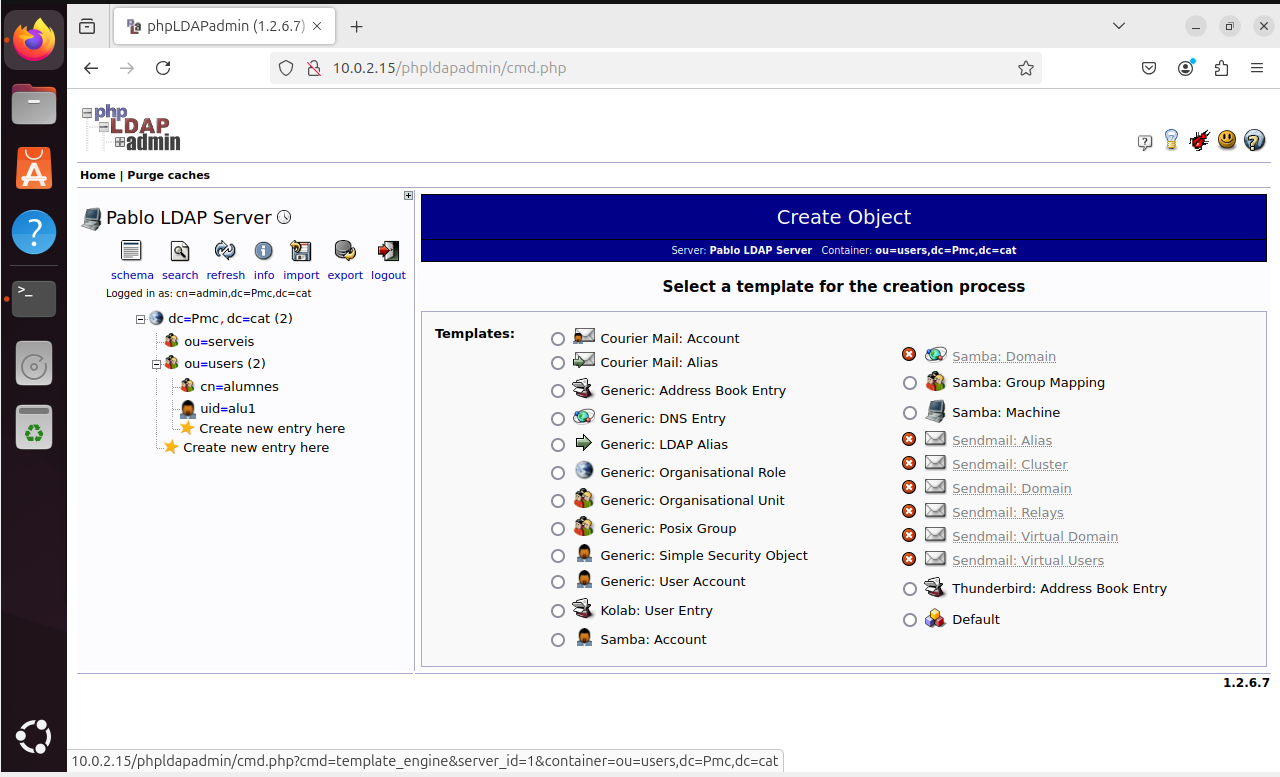 phpLDAPadmin (1.2.6.7)
10.0.2.15/phpldapadmin/cmd.php
php
LDAP
admin
Home | Purge caches
Pablo LDAP Server
schema search refresh info import export logout
Logged in as: cn=admin,dc=Pmc,dc=cat
dc=Pmc,dc=cat (2)
ou=serveis
ou=users (2)
cn=alumnes
uid=alu1
Create new entry here
Create new entry here
Create Object
Server: Pablo LDAP Server Container: ou=users,dc=Pmc,dc=cat
Select a template for the creation process
Templates:
Courier Mail: Account
Courier Mail: Alias
Generic: Address Book Entry
Generic: DNS Entry
Generic: LDAP Alias
Generic: Organisational Role
Generic: Organisational Unit
Generic: Posix Group
Generic: Simple Security Object
Generic: User Account
Kolab: User Entry
Samba: Account
Samba: Domain
Samba: Group Mapping
Samba: Machine
Sendmail: Alias
Sendmail: Cluster
Sendmail: Domain
Sendmail: Relays
Sendmail: Virtual Domain
Sendmail: Virtual Users
Thunderbird: Address Book Entry
Default
1.2.6.7
10.0.2.15/phpldapadmin/cmd.php?cmd=template_engine&server_id=1&container=ou=users,dc=Pmc,dc=cat